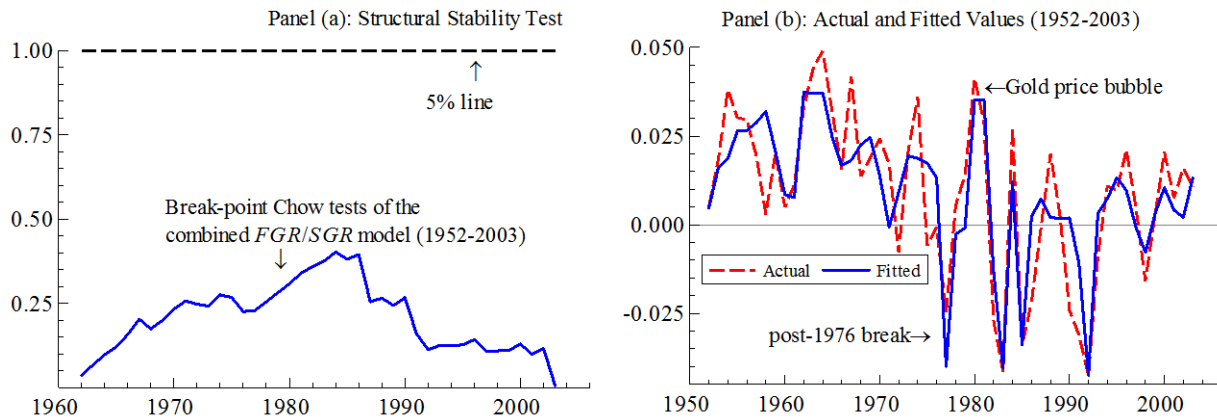 Panel (a): Structural Stability Test
1.00
0.75
0.50
0.25
1960 1970 1980 1990 2000
↑
5% line
Break-point Chow tests of the
combined FGR/SGR model (1952-2003)
↓
Panel (b): Actual and Fitted Values (1952-2003)
0.050
0.025
0.000
-0.025
1950 1960 1970 1980 1990 2000
←Gold price bubble
Actual Fitted
post-1976 break→